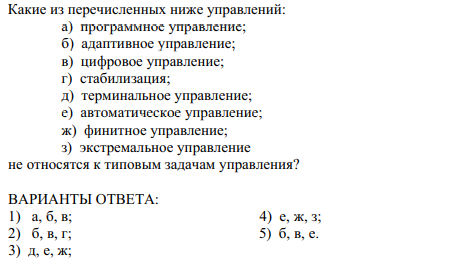 Какие из перечисленных ниже управлений:
а) программное управление;
б) адаптивное управление;
в) цифровое управление;
г) стабилизация;
д) терминальное управление;
е) автоматическое управление;
ж) финитное управление;
з) экстремальное управление
не относятся к типовым задачам управления?
ВАРИАНТЫ ОТВЕТА:
1) а, б, в; 4) е, ж, з;
2) б, в, г; 5) б, в, е.
3) д, е, ж;